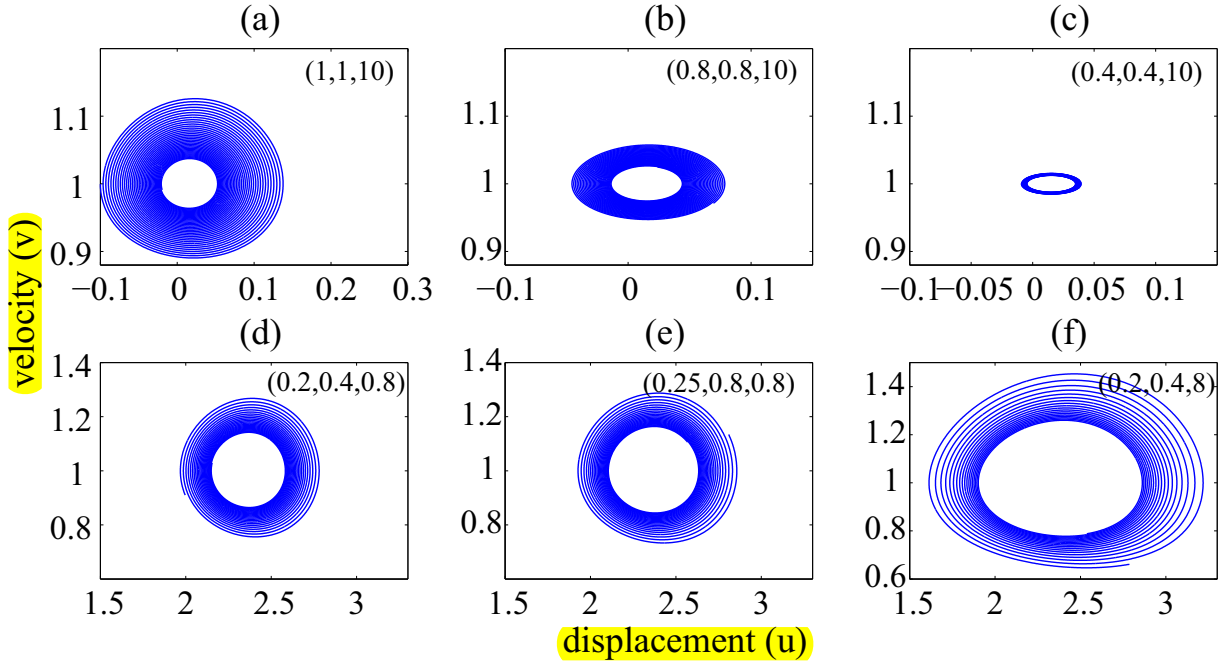 (a)
(b)
(c)
(1,1,10)
(0.8,0.8,10)
(0.4,0.4,10)
1.1
1
0.9
−0.1 0 0.1 0.2 0.3
1.1
1
0.9
−0.1 0 0.1
1.1
1
0.9
−0.1 −0.05 0 0.05 0.1
velocity (v)
(d)
(e)
(f)
(0.2,0.4,0.8)
(0.25,0.8,0.8)
(0.2,0.4,8)
1.4
1.2
1
0.8
1.5 2 2.5 3
1.4
1.2
1
0.8
1.5 2 2.5 3
1.4
1.2
1
0.8
0.6
1.5 2 2.5 3
displacement (u)